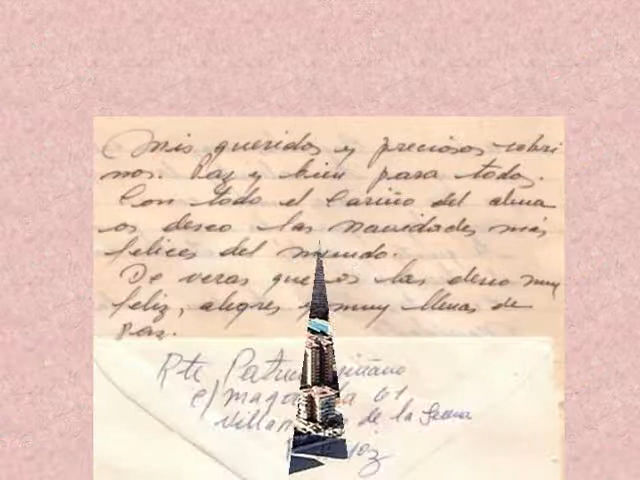 Mis queridos y preciosos sobri
nos. Paz y bien para todos.
Con todo el Cariño del alma
os deseo las navidades más
felices del mundo.
De veras que os las deseo muy
feliz, alegres y muy llenas de
Paz.
Rte
c/ 61
de la Serena